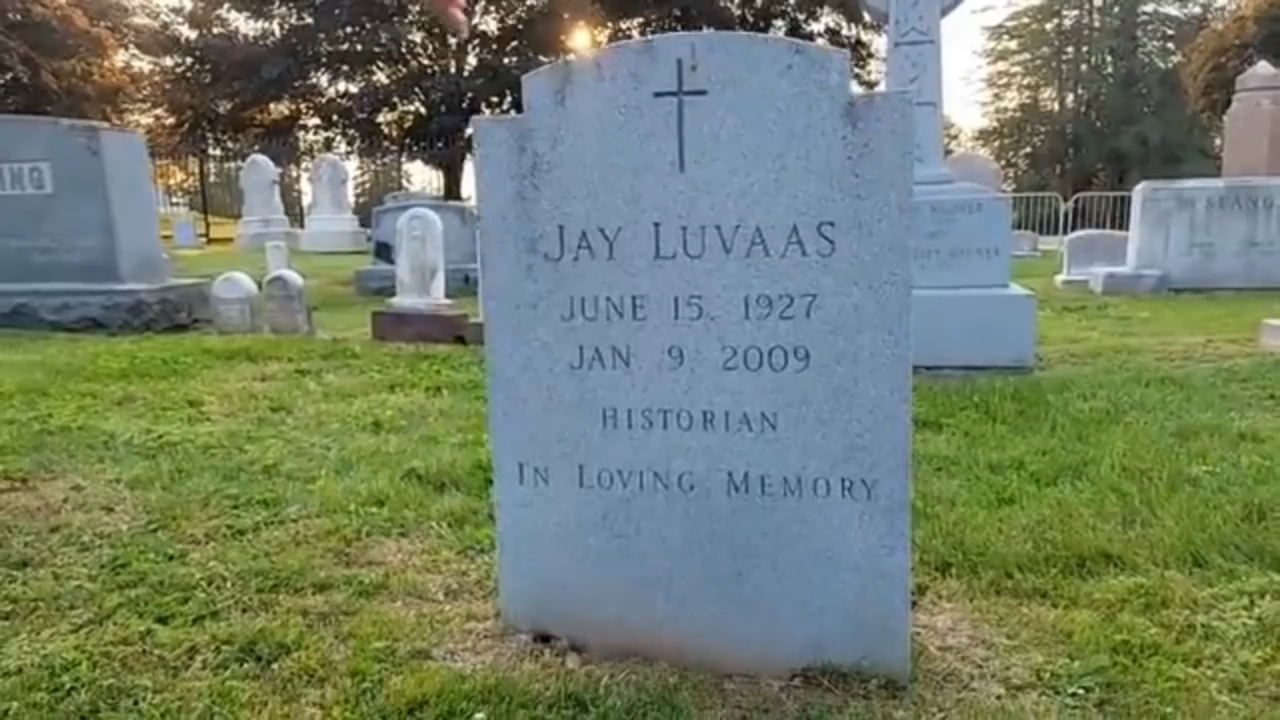 JAY LUVAAS
JUNE 15, 1927
JAN 9, 2009
HISTORIAN
IN LOVING MEMORY